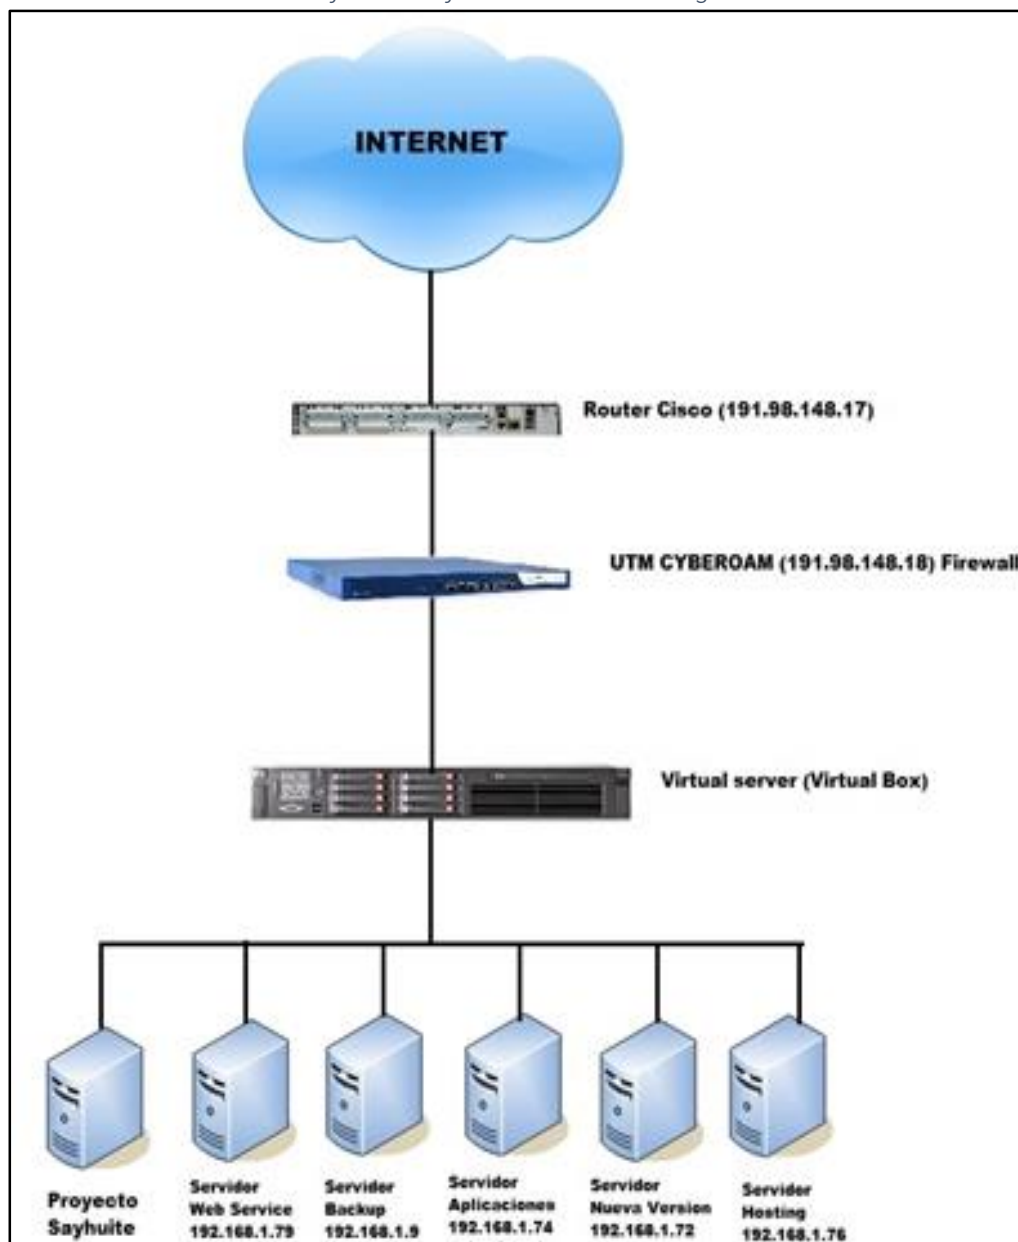 INTERNET
Router Cisco (191.98.148.17)
UTM CYBEROAM (191.98.148.18) Firewall
Virtual server (Virtual Box)
Proyecto
Sayhuite
Servidor
Web Service
192.168.1.79
Servidor
Backup
192.168.1.9
Servidor
Aplicaciones
192.168.1.74
Servidor
Nueva Version
192.168.1.72
Servidor
Hosting
192.168.1.76